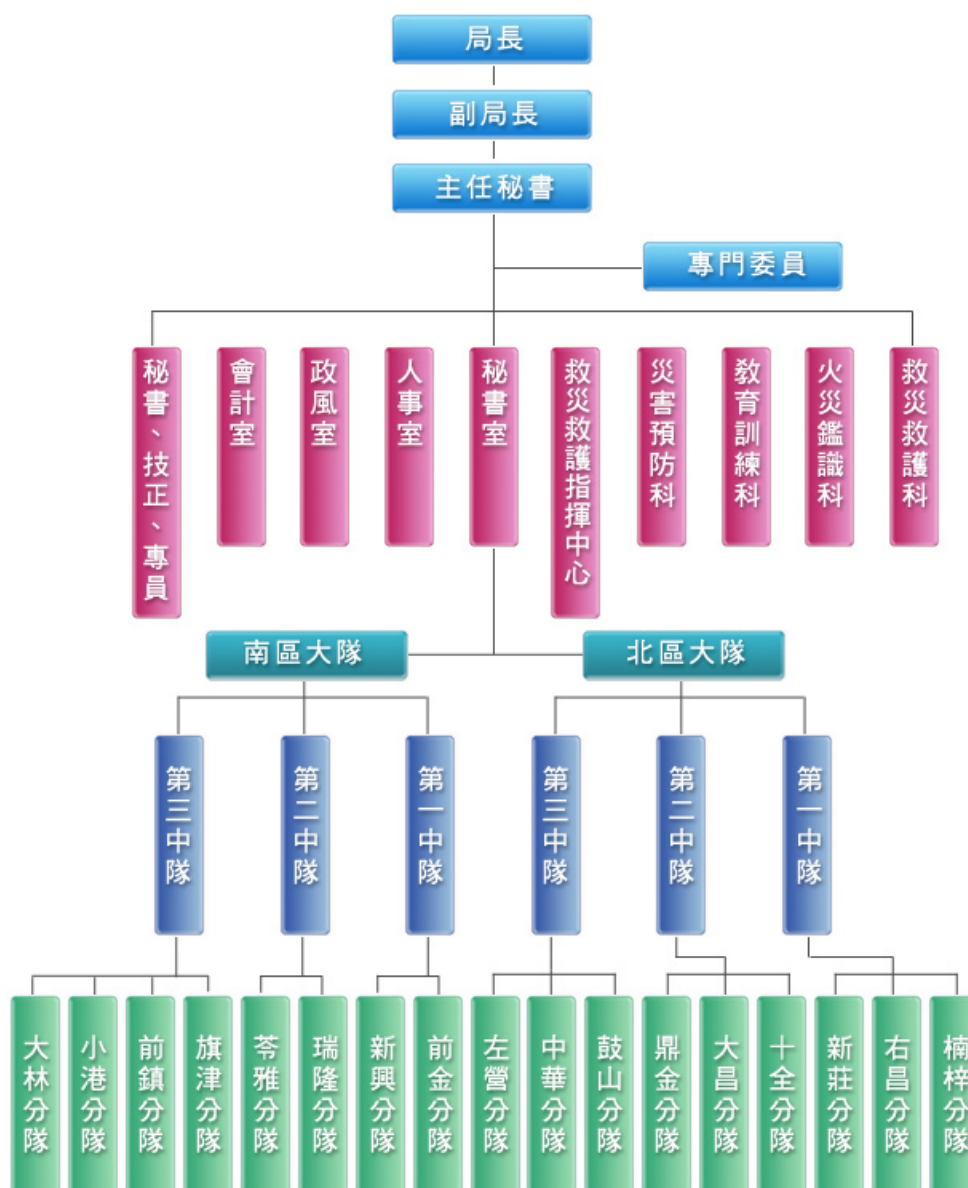 局長
副局長
主任秘書
專門委員
秘書、技正、專員
會計室
政風室
人事室
秘書室
救災救護指揮中心
災害預防科
教育訓練科
火災鑑識科
救災救護科
南區大隊
北區大隊
第三中隊
第二中隊
第一中隊
第三中隊
第二中隊
第一中隊
大林分隊
小港分隊
前鎮分隊
旗津分隊
苓雅分隊
瑞隆分隊
新興分隊
前金分隊
左營分隊
中華分隊
鼓山分隊
鼎金分隊
大昌分隊
十全分隊
新莊分隊
右昌分隊
楠梓分隊